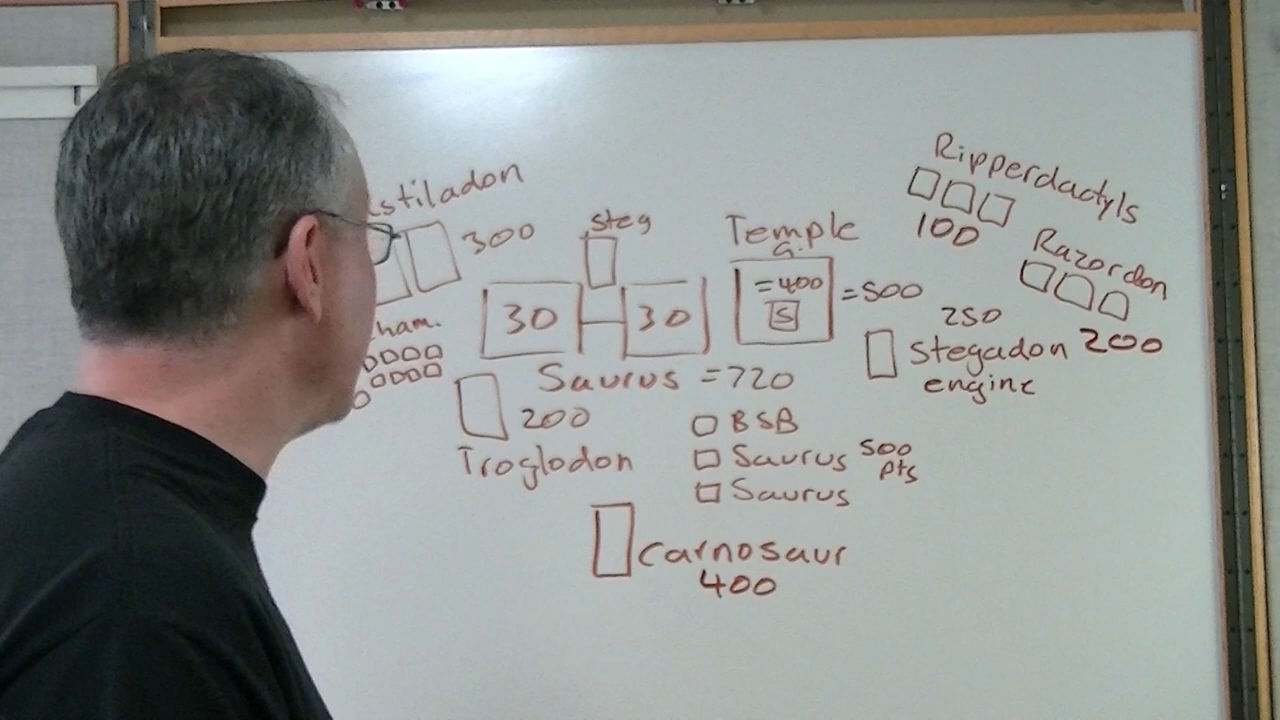 stiladon
300
steg
Temple
G.
=400
S
=500
Ripperdactyls
100
Razordon
200
250
Stegadon
engine
ham.
30
30
Saurus =720
200
Troglodon
BSB
Saurus 500
pts
Saurus
Carnosaur
400